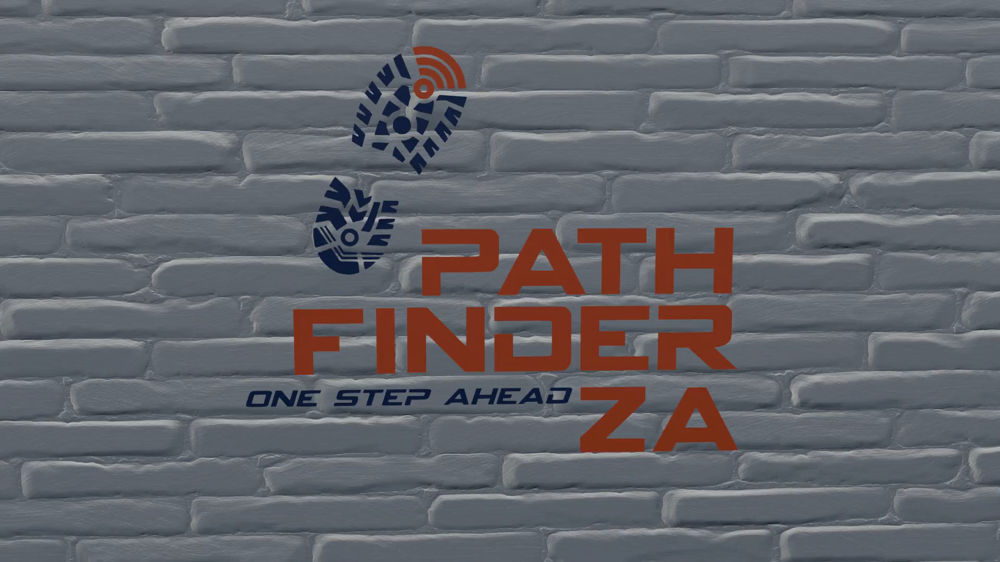 PATH
FINDER
ONE STEP AHEAD ZA